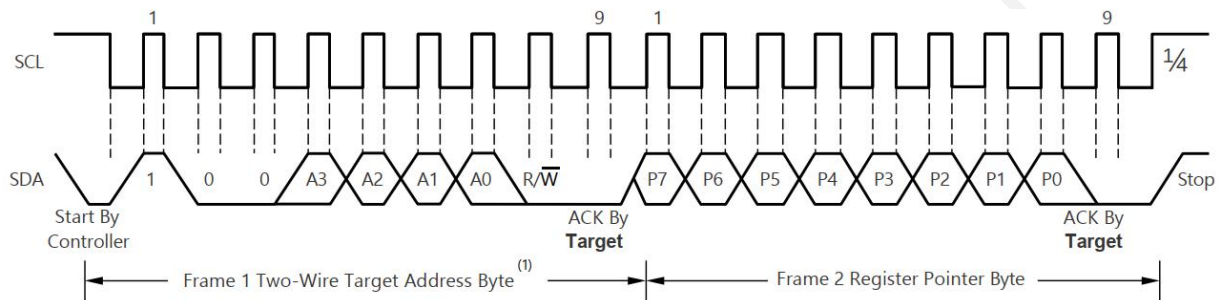 1 9 1 9
SCL ¼
SDA 1 0 0 A3 A2 A1 A0 R/W̅ P7 P6 P5 P4 P3 P2 P1 P0 Stop
Start By ACK By ACK By
Controller Target Target
Frame 1 Two-Wire Target Address Byte (1) Frame 2 Register Pointer Byte